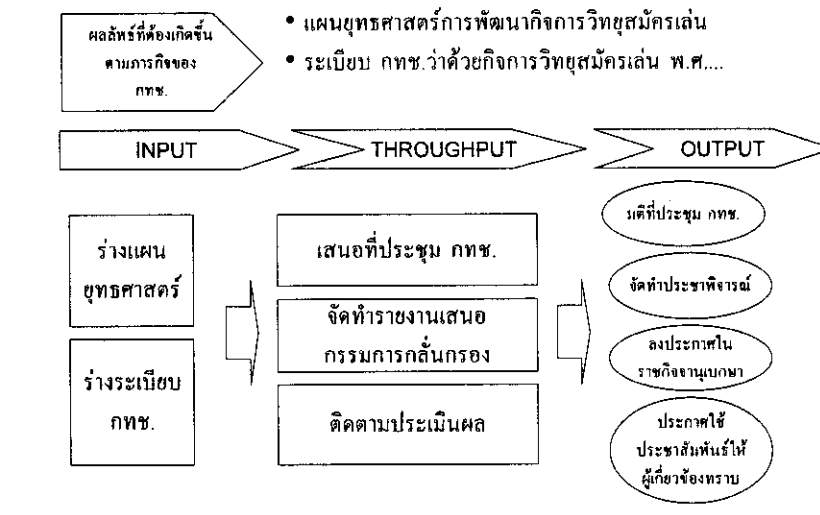 ผลลัพธ์ที่ต้องเกิดขึ้น
ตามภารกิจของ
กทช.
• แผนยุทธศาสตร์การพัฒนากิจการวิทยุสมัครเล่น
• ระเบียบ กทช.ว่าด้วยกิจการวิทยุสมัครเล่น พ.ศ....
INPUT
THROUGHPUT
OUTPUT
ร่างแผน
ยุทธศาสตร์
ร่างระเบียบ
กทช.
เสนอที่ประชุม กทช.
จัดทำรายงานเสนอ
กรรมการกลั่นกรอง
ติดตามประเมินผล
มติที่ประชุม กทช.
จัดทำประชาพิจารณ์
ลงประกาศใน
ราชกิจจานุเบกษา
ประกาศใช้
ประชาสัมพันธ์ให้
ผู้เกี่ยวข้องทราบ